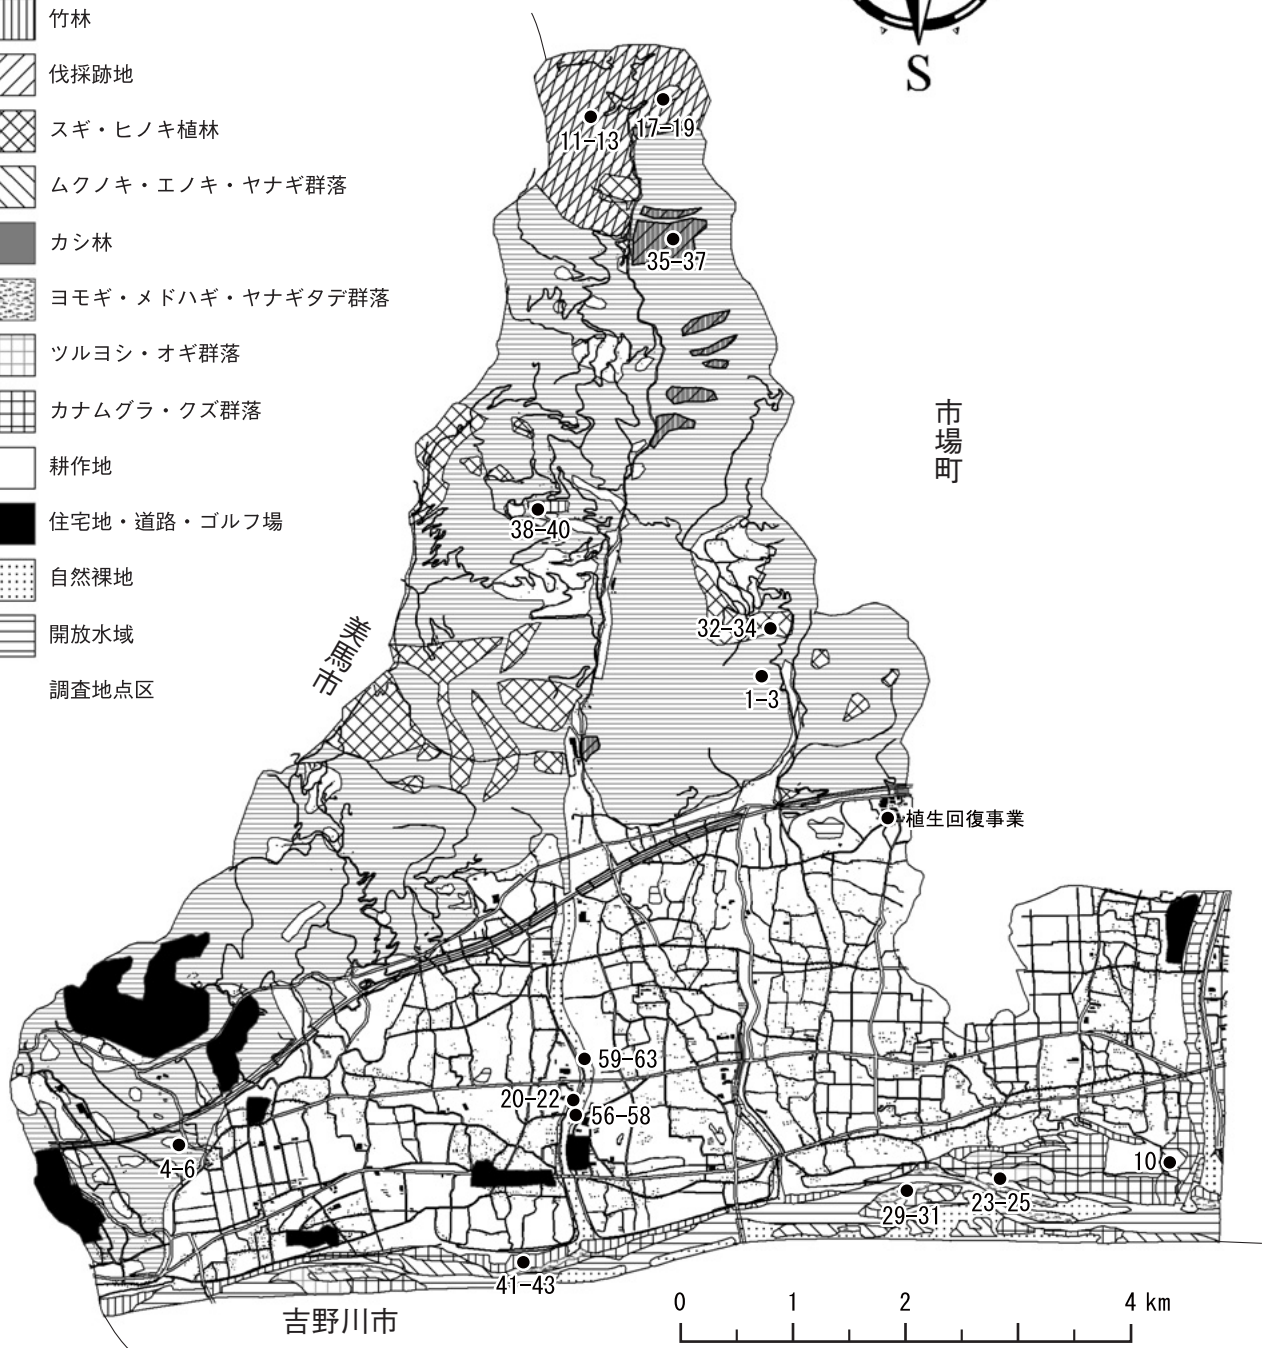 竹林
伐採跡地
スギ・ヒノキ植林
ムクノキ・エノキ・ヤナギ群落
カシ林
ヨモギ・メドハギ・ヤナギタデ群落
ツルヨシ・オギ群落
カナムグラ・クズ群落
耕作地
住宅地・道路・ゴルフ場
自然裸地
開放水域
調査地点区
S
11-13
17-19
35-37
市場町
38-40
32-34
美馬市
1-3
植生回復事業
59-63
20-22
56-58
4-6
10
29-31
23-25
41-43
吉野川市
0 1 2 4 km